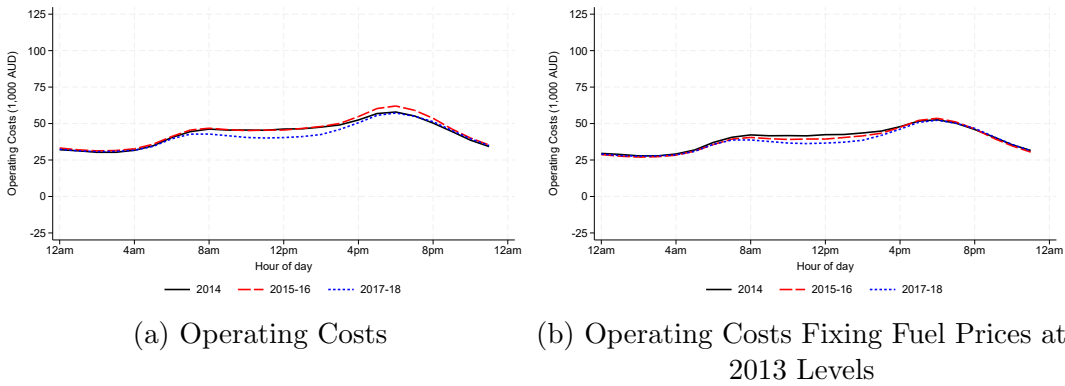 125
100
75
50
25
0
-25
Operating Costs (1,000 AUD)
12am 4am 8am 12pm 4pm 8pm 12am
Hour of day
2014 2015-16 2017-18
(a) Operating Costs
125
100
75
50
25
0
-25
Operating Costs (1,000 AUD)
12am 4am 8am 12pm 4pm 8pm 12am
Hour of day
2014 2015-16 2017-18
(b) Operating Costs Fixing Fuel Prices at
2013 Levels